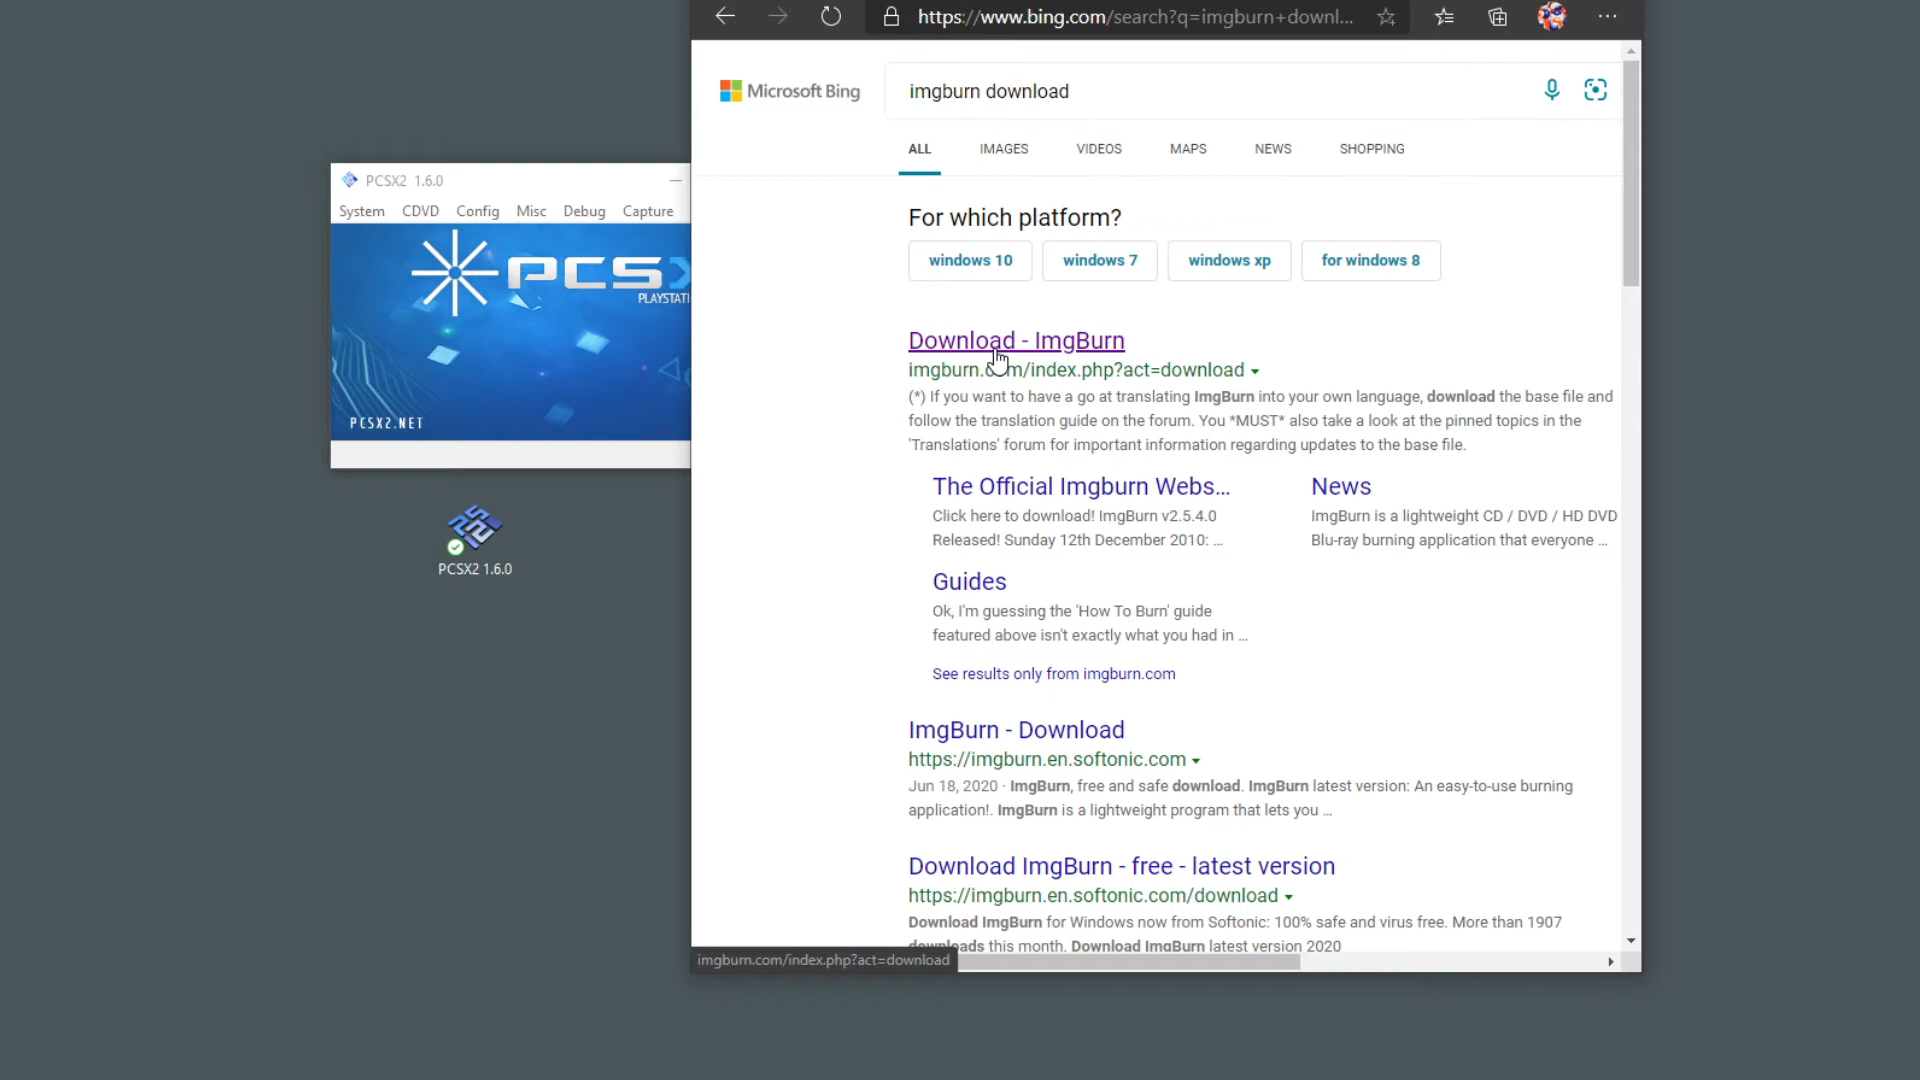 https://www.bing.com/search?q=imgburn+downl...
Microsoft Bing
imgburn download
ALL
IMAGES
VIDEOS
MAPS
NEWS
SHOPPING
PCSX2 1.6.0
System
CDVD
Config
Misc
Debug
Capture
PCSX
PLAYSTATI
PCSX2.NET
PCSX2 1.6.0
For which platform?
windows 10
windows 7
windows xp
for windows 8
Download - ImgBurn
imgburn.com/index.php?act=download
(*) If you want to have a go at translating ImgBurn into your own language, download the base file and
follow the translation guide on the forum. You *MUST* also take a look at the pinned topics in the
'Translations' forum for important information regarding updates to the base file.
The Official Imgburn Webs...
Click here to download! ImgBurn v2.5.4.0
Released! Sunday 12th December 2010: ...
News
ImgBurn is a lightweight CD / DVD / HD DVD
Blu-ray burning application that everyone ...
Guides
Ok, I'm guessing the 'How To Burn' guide
featured above isn't exactly what you had in ...
See results only from imgburn.com
ImgBurn - Download
https://imgburn.en.softonic.com
Jun 18, 2020 · ImgBurn, free and safe download. ImgBurn latest version: An easy-to-use burning
application!. ImgBurn is a lightweight program that lets you ...
Download ImgBurn - free - latest version
https://imgburn.en.softonic.com/download
Download ImgBurn for Windows now from Softonic: 100% safe and virus free. More than 1907
downloads this month. Download ImgBurn latest version 2020
imgburn.com/index.php?act=download